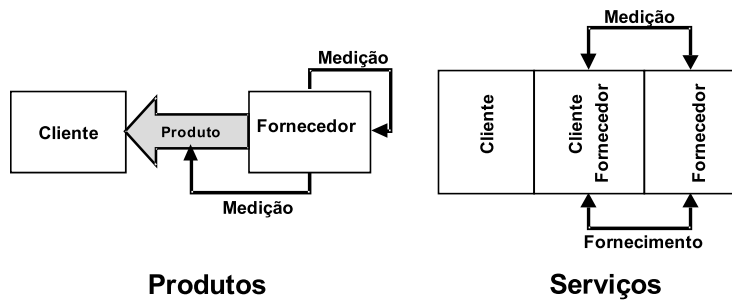 Medição
Cliente
Produto
Fornecedor
Medição
Produtos
Medição
Cliente
Cliente
Fornecedor
Fornecedor
Fornecimento
Serviços